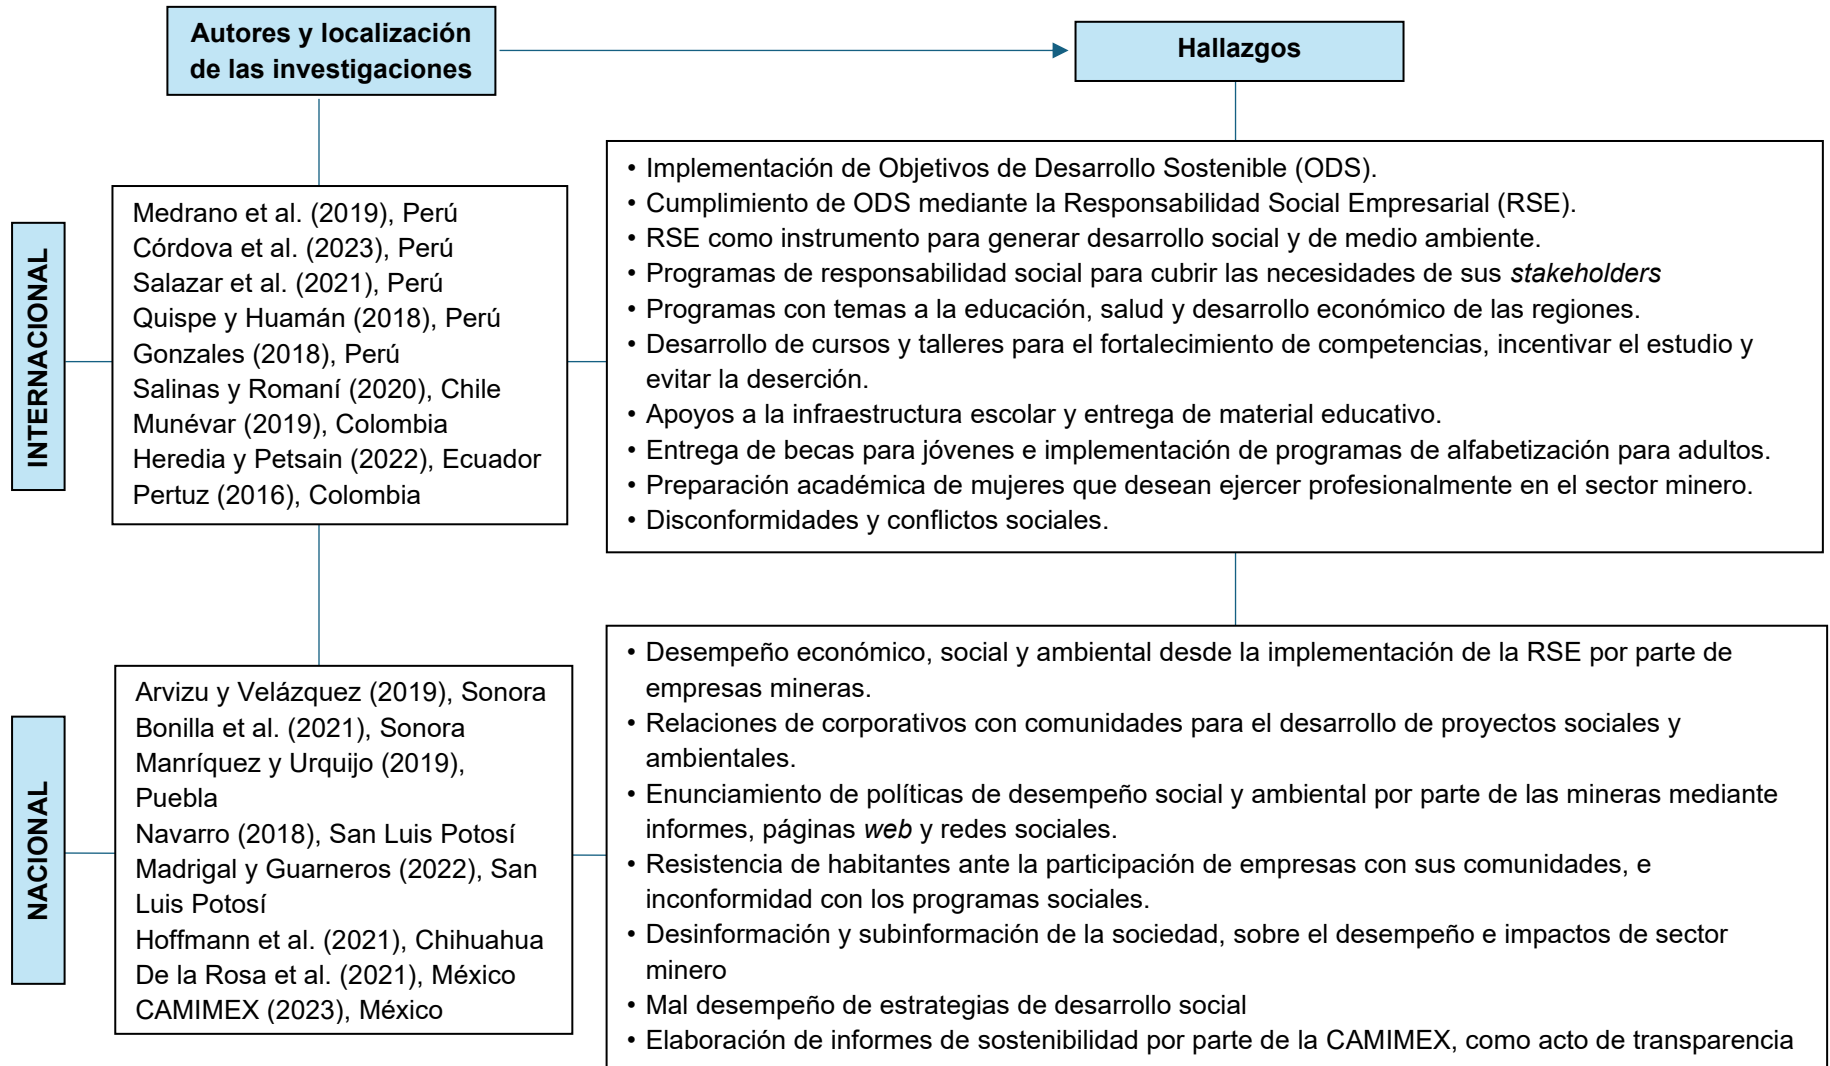 Autores y localización
de las investigaciones
Hallazgos
INTERNACIONAL
Medrano et al. (2019), Perú
Córdova et al. (2023), Perú
Salazar et al. (2021), Perú
Quispe y Huamán (2018), Perú
Gonzales (2018), Perú
Salinas y Romaní (2020), Chile
Munévar (2019), Colombia
Heredia y Petsain (2022), Ecuador
Pertuz (2016), Colombia
• Implementación de Objetivos de Desarrollo Sostenible (ODS).
• Cumplimiento de ODS mediante la Responsabilidad Social Empresarial (RSE).
• RSE como instrumento para generar desarrollo social y de medio ambiente.
• Programas de responsabilidad social para cubrir las necesidades de sus stakeholders
• Programas con temas a la educación, salud y desarrollo económico de las regiones.
• Desarrollo de cursos y talleres para el fortalecimiento de competencias, incentivar el estudio y
evitar la deserción.
• Apoyos a la infraestructura escolar y entrega de material educativo.
• Entrega de becas para jóvenes e implementación de programas de alfabetización para adultos.
• Preparación académica de mujeres que desean ejercer profesionalmente en el sector minero.
• Disconformidades y conflictos sociales.
NACIONAL
Arvizu y Velázquez (2019), Sonora
Bonilla et al. (2021), Sonora
Manríquez y Urquijo (2019),
Puebla
Navarro (2018), San Luis Potosí
Madrigal y Guarneros (2022), San
Luis Potosí
Hoffmann et al. (2021), Chihuahua
De la Rosa et al. (2021), México
CAMIMEX (2023), México
• Desempeño económico, social y ambiental desde la implementación de la RSE por parte de
empresas mineras.
• Relaciones de corporativos con comunidades para el desarrollo de proyectos sociales y
ambientales.
• Enunciamiento de políticas de desempeño social y ambiental por parte de las mineras mediante
informes, páginas web y redes sociales.
• Resistencia de habitantes ante la participación de empresas con sus comunidades, e
inconformidad con los programas sociales.
• Desinformación y subinformación de la sociedad, sobre el desempeño e impactos de sector
minero
• Mal desempeño de estrategias de desarrollo social
• Elaboración de informes de sostenibilidad por parte de la CAMIMEX, como acto de transparencia